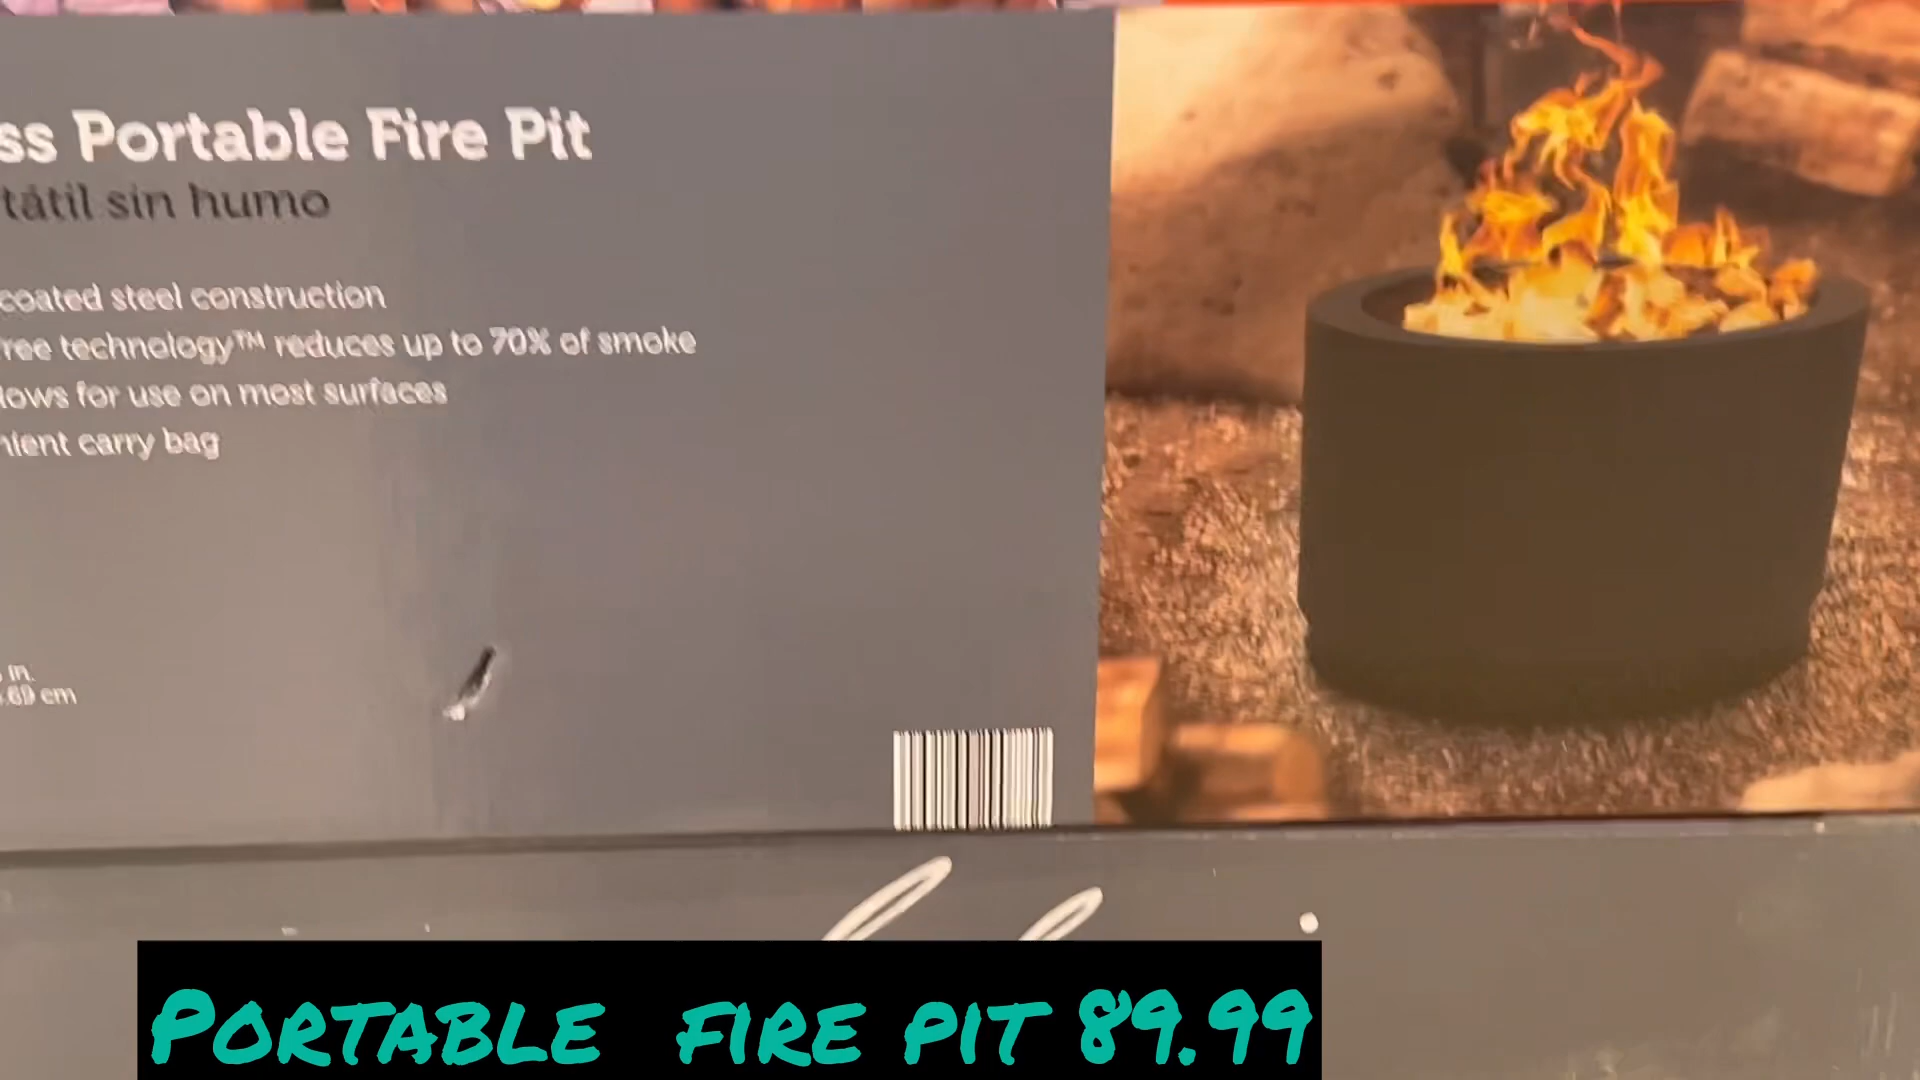 ss Portable Fire Pit
tátil sin humo
coated steel construction
ree technology™ reduces up to 70% of smoke
lows for use on most surfaces
nient carry bag
in.
.69 cm
PORTABLE FIRE PIT 89.99